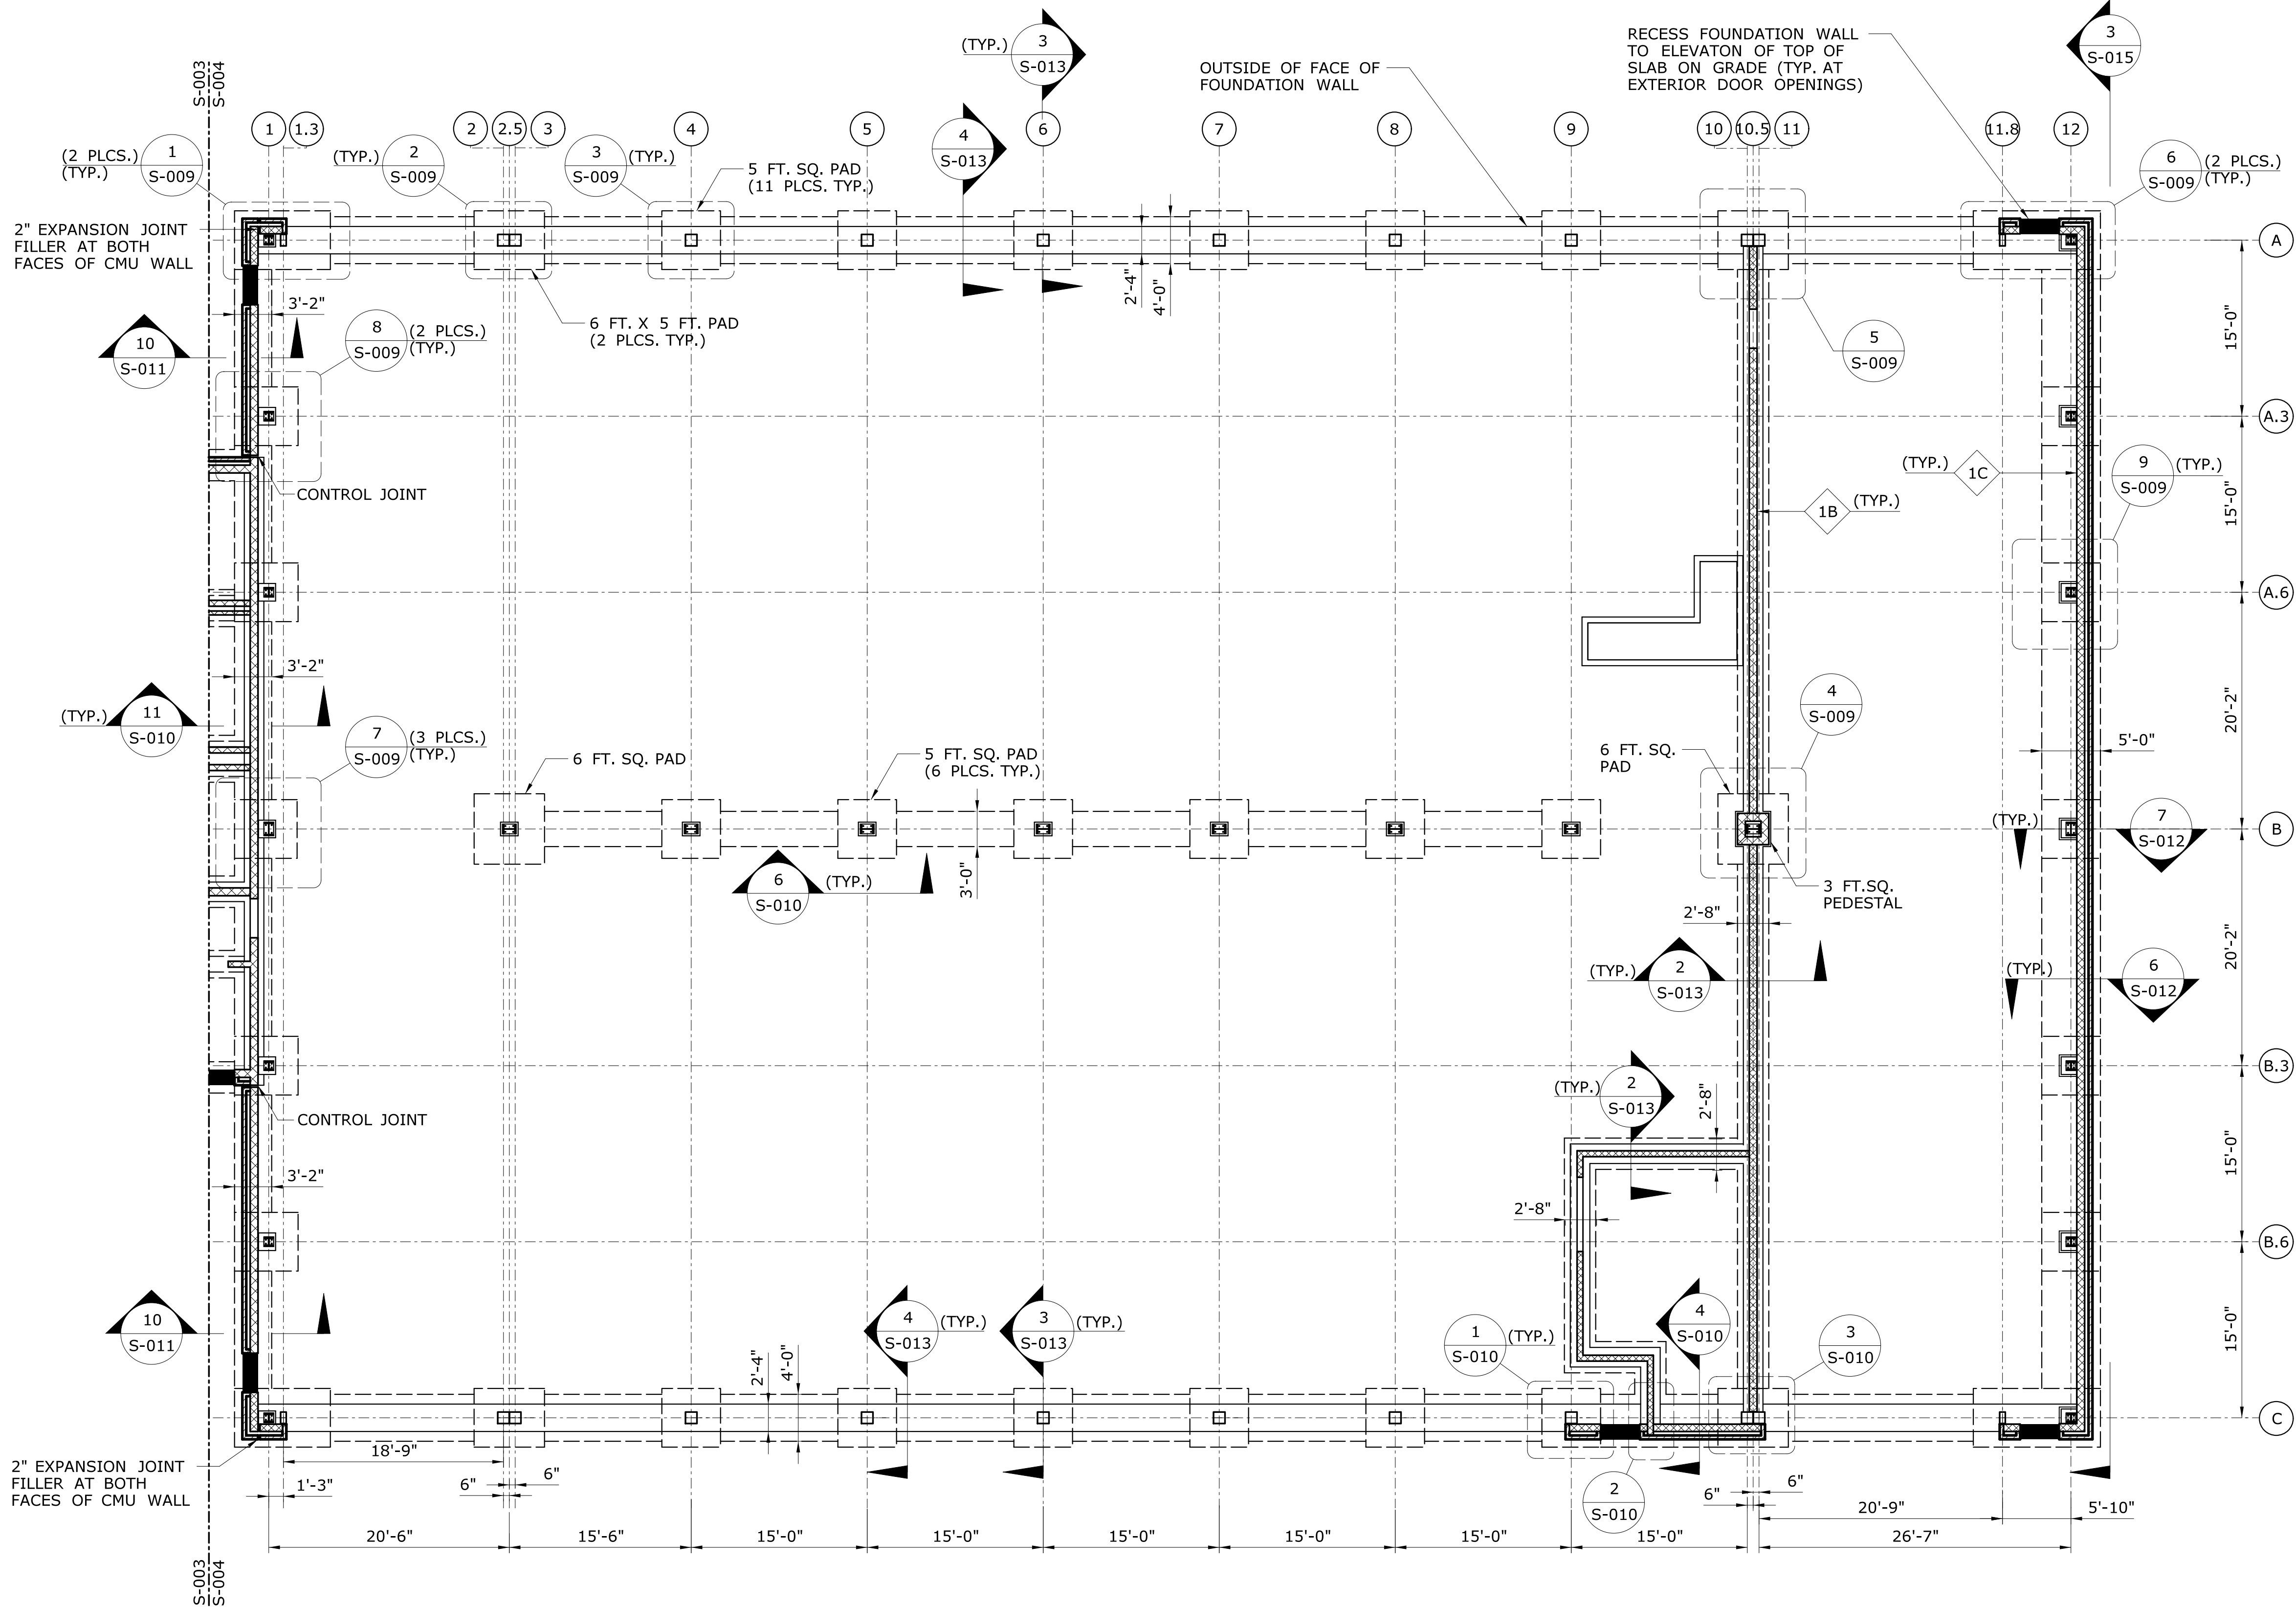 3
S-015
RECESS FOUNDATION WALL
TO ELEVATON OF TOP OF
SLAB ON GRADE (TYP. AT
EXTERIOR DOOR OPENINGS)
(TYP.)
3
S-013
OUTSIDE OF FACE OF
FOUNDATION WALL
S-003
S-004
1
1.3
2
2.5
3
4
5
6
7
8
9
10
10.5
11
11.8
12
4
S-013
(2 PLCS.)
(TYP.)
1
S-009
(TYP.)
2
S-009
3
S-009
(TYP.)
5 FT. SQ. PAD
(11 PLCS. TYP.)
6
S-009
(2 PLCS.)
(TYP.)
2" EXPANSION JOINT
FILLER AT BOTH
FACES OF CMU WALL
A
3'-2"
2'-4"
4'-0"
6 FT. X 5 FT. PAD
(2 PLCS. TYP.)
10
S-011
8
S-009
(2 PLCS.)
(TYP.)
5
S-009
15'-0"
A.3
CONTROL JOINT
(TYP.)
1C
9
S-009
(TYP.)
1B
(TYP.)
15'-0"
A.6
3'-2"
(TYP.)
11
S-010
7
S-009
(3 PLCS.)
(TYP.)
6 FT. SQ. PAD
5 FT. SQ. PAD
(6 PLCS. TYP.)
6 FT. SQ.
PAD
4
S-009
20'-2"
5'-0"
(TYP.)
7
S-012
B
6
S-010
(TYP.)
3'-0"
3 FT.SQ.
PEDESTAL
2'-8"
(TYP.)
2
S-013
20'-2"
(TYP.)
6
S-012
B.3
CONTROL JOINT
(TYP.)
2
S-013
2'-8"
3'-2"
2'-8"
15'-0"
B.6
10
S-011
4
S-013
(TYP.)
3
S-013
(TYP.)
1
S-010
(TYP.)
4
S-010
3
S-010
15'-0"
2'-4"
4'-0"
C
2" EXPANSION JOINT
FILLER AT BOTH
FACES OF CMU WALL
18'-9"
1'-3"
6"
6"
2
S-010
6"
6"
20'-9"
5'-10"
20'-6"
15'-6"
15'-0"
15'-0"
15'-0"
15'-0"
15'-0"
15'-0"
26'-7"
S-003
S-004